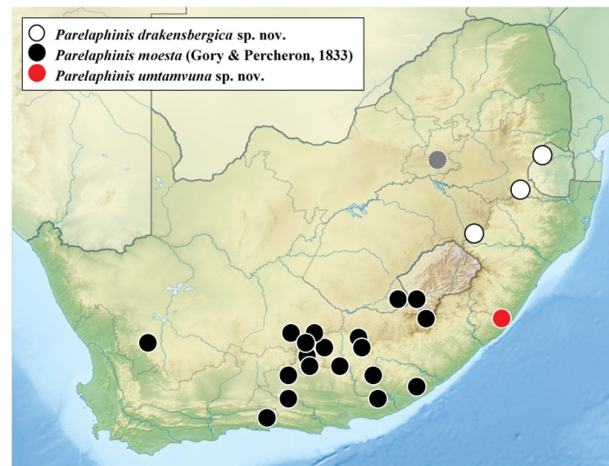 Parelaphinis drakensbergica sp. nov.
Parelaphinis moesta (Gory & Percheron, 1833)
Parelaphinis umtamvuna sp. nov.